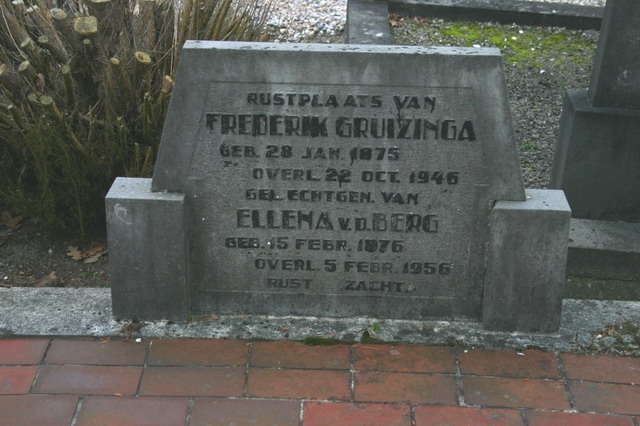 RUSTPLAATS VAN
FREDERIK GRUIZINGA
GEB. 28 JAN. 1875
OVERL. 22 OCT. 1946
GEL. ECHTGEN. VAN
ELLENA V.D. BERG
GEB. 15 FEBR. 1876
OVERL. 5 FEBR. 1956
RUST ZACHT.